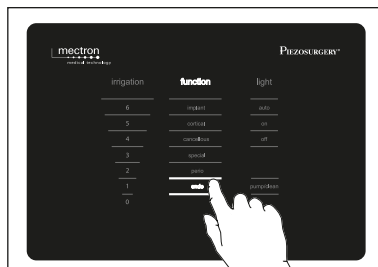 mectron
medical technology
PIEZOSURGERY®
irrigation function light
6 implant auto
5 cortical on
4 cancellous off
3 special
2 perio
1 endo pump/clean
0